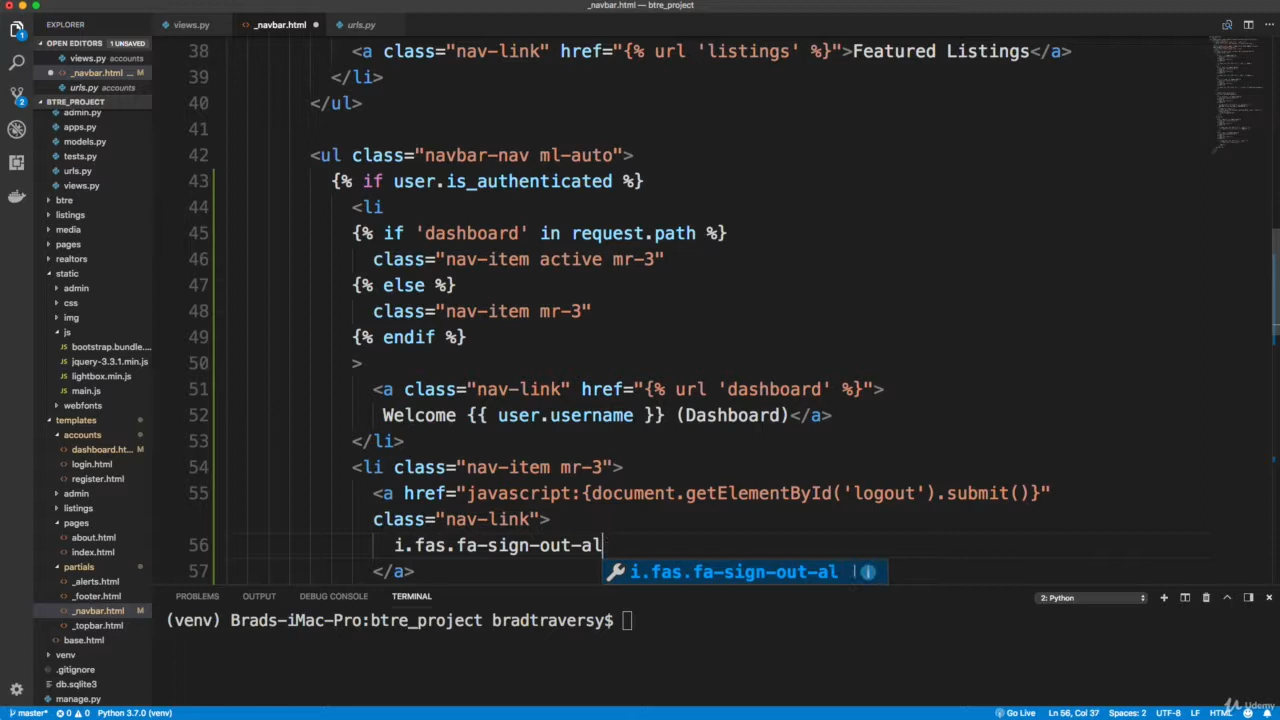 _navbar.html — btre_project
EXPLORER
views.py
_navbar.html
urls.py
OPEN EDITORS 1 UNSAVED
views.py accounts
_navbar.html ... M
urls.py accounts
BTRE_PROJECT
admin.py
apps.py
models.py
tests.py
urls.py
views.py
btre
listings
media
pages
realtors
static
admin
css
img
js
bootstrap.bundle....
jquery-3.3.1.min.js
lightbox.min.js
main.js
webfonts
templates
accounts
dashboard.ht... M
login.html
register.html
admin
listings
pages
about.html
index.html
partials
_alerts.html
_footer.html
_navbar.html M
_topbar.html
base.html
venv
.gitignore
db.sqlite3
manage.py
38 <a class="nav-link" href="{% url 'listings' %}">Featured Listings</a>
39 </li>
40 </ul>
41
42 <ul class="navbar-nav ml-auto">
43 {% if user.is_authenticated %}
44 <li
45 {% if 'dashboard' in request.path %}
46 class="nav-item active mr-3"
47 {% else %}
48 class="nav-item mr-3"
49 {% endif %}
50 >
51 <a class="nav-link" href="{% url 'dashboard' %}">
52 Welcome {{ user.username }} (Dashboard)</a>
53 </li>
54 <li class="nav-item mr-3">
55 <a href="javascript:{document.getElementById('logout').submit()}"
class="nav-link">
56 i.fas.fa-sign-out-al
57 </a>
i.fas.fa-sign-out-al
PROBLEMS OUTPUT DEBUG CONSOLE TERMINAL
2: Python
(venv) Brads-iMac-Pro:btre_project bradtraversy$
master* 0 0 Python 3.7.0 (venv)
Go Live Ln 56, Col 37 Spaces: 2 UTF-8 LF HTML
Udemy
1
2